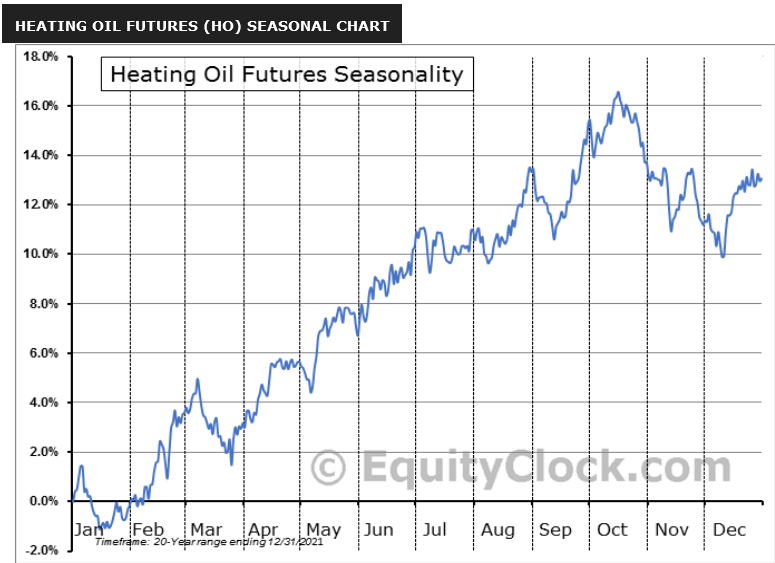 HEATING OIL FUTURES (HO) SEASONAL CHART
18.0%
Heating Oil Futures Seasonality
16.0%
14.0%
12.0%
10.0%
8.0%
6.0%
4.0%
2.0%
© EquityClock.com
0.0%
Jan Feb Mar Apr May Jun Jul Aug Sep Oct Nov Dec
Timeframe: 20-Year range ending 12/31/2021
-2.0%